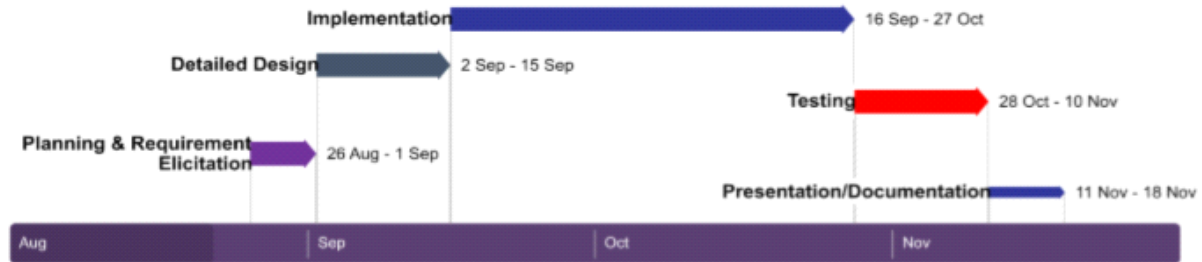 Implementation 16 Sep - 27 Oct
Detailed Design 2 Sep - 15 Sep
Testing 28 Oct - 10 Nov
Planning & Requirement
Elicitation 26 Aug - 1 Sep
Presentation/Documentation 11 Nov - 18 Nov
Aug Sep Oct Nov